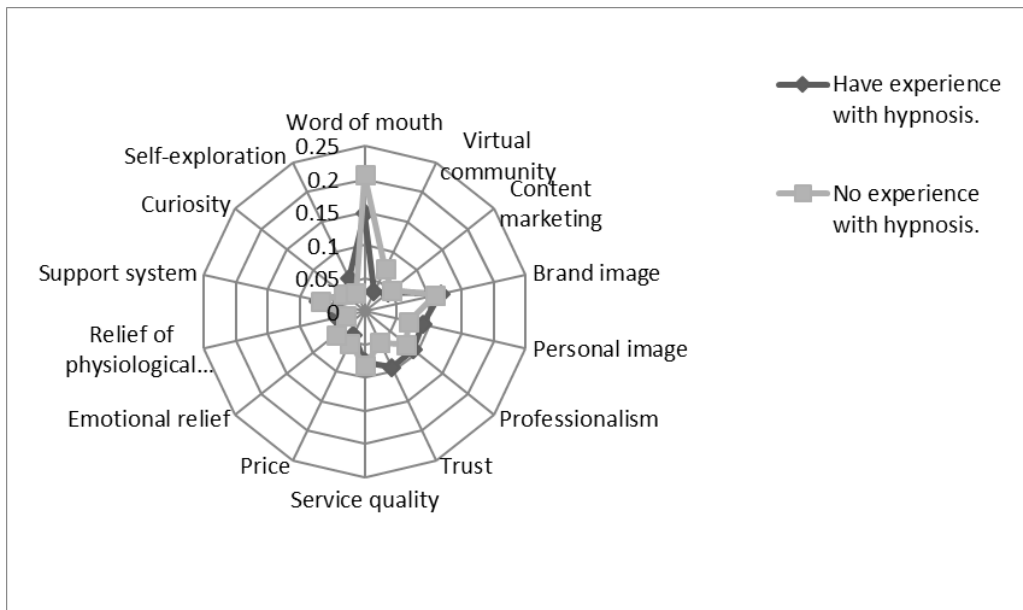 Word of mouth
Virtual
community
Content
marketing
Brand image
Personal image
Professionalism
Trust
Service quality
Price
Emotional relief
Relief of
physiological...
Support system
Curiosity
Self-exploration
0.25
0.2
0.15
0.1
0.05
0
Have experience
with hypnosis.
No experience
with hypnosis.